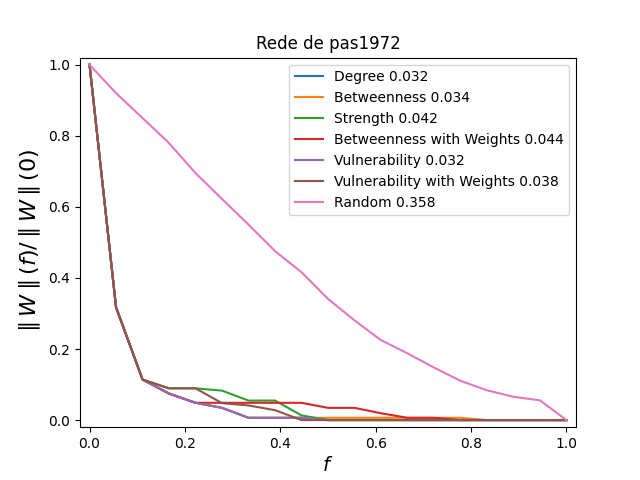 Rede de pas1972
∥ W ∥ (f)/ ∥ W ∥ (0)
1.0
0.8
0.6
0.4
0.2
0.0
Degree 0.032
Betweenness 0.034
Strength 0.042
Betweenness with Weights 0.044
Vulnerability 0.032
Vulnerability with Weights 0.038
Random 0.358
0.0 0.2 0.4 0.6 0.8 1.0
f